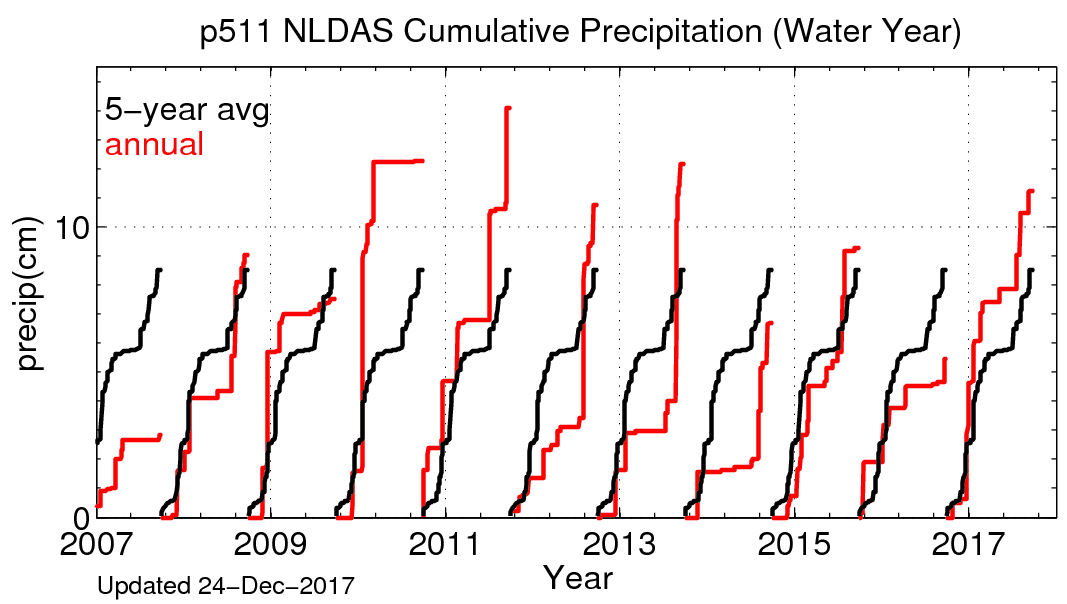 p511 NLDAS Cumulative Precipitation (Water Year)
5−year avg
annual
precip(cm)
10
0
2007 2009 2011 2013 2015 2017
Year
Updated 24−Dec−2017